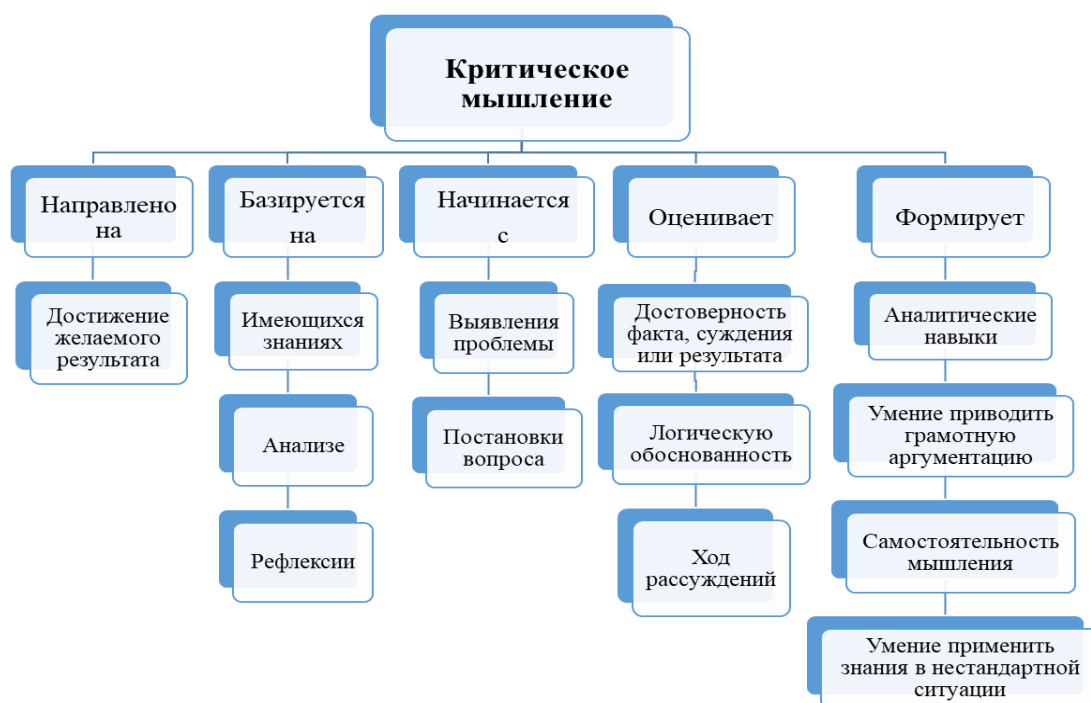 Критическое
мышление
Направлено
на
Базируется
на
Начинается
с
Оценивает
Формирует
Достижение
желаемого
результата
Имеющихся
знаниях
Анализе
Рефлексии
Выявления
проблемы
Постановки
вопроса
Достоверность
факта, суждения
или результата
Логическую
обоснованность
Ход
рассуждений
Аналитические
навыки
Умение приводить
грамотную
аргументацию
Самостоятельность
мышления
Умение применить
знания в нестандартной
ситуации